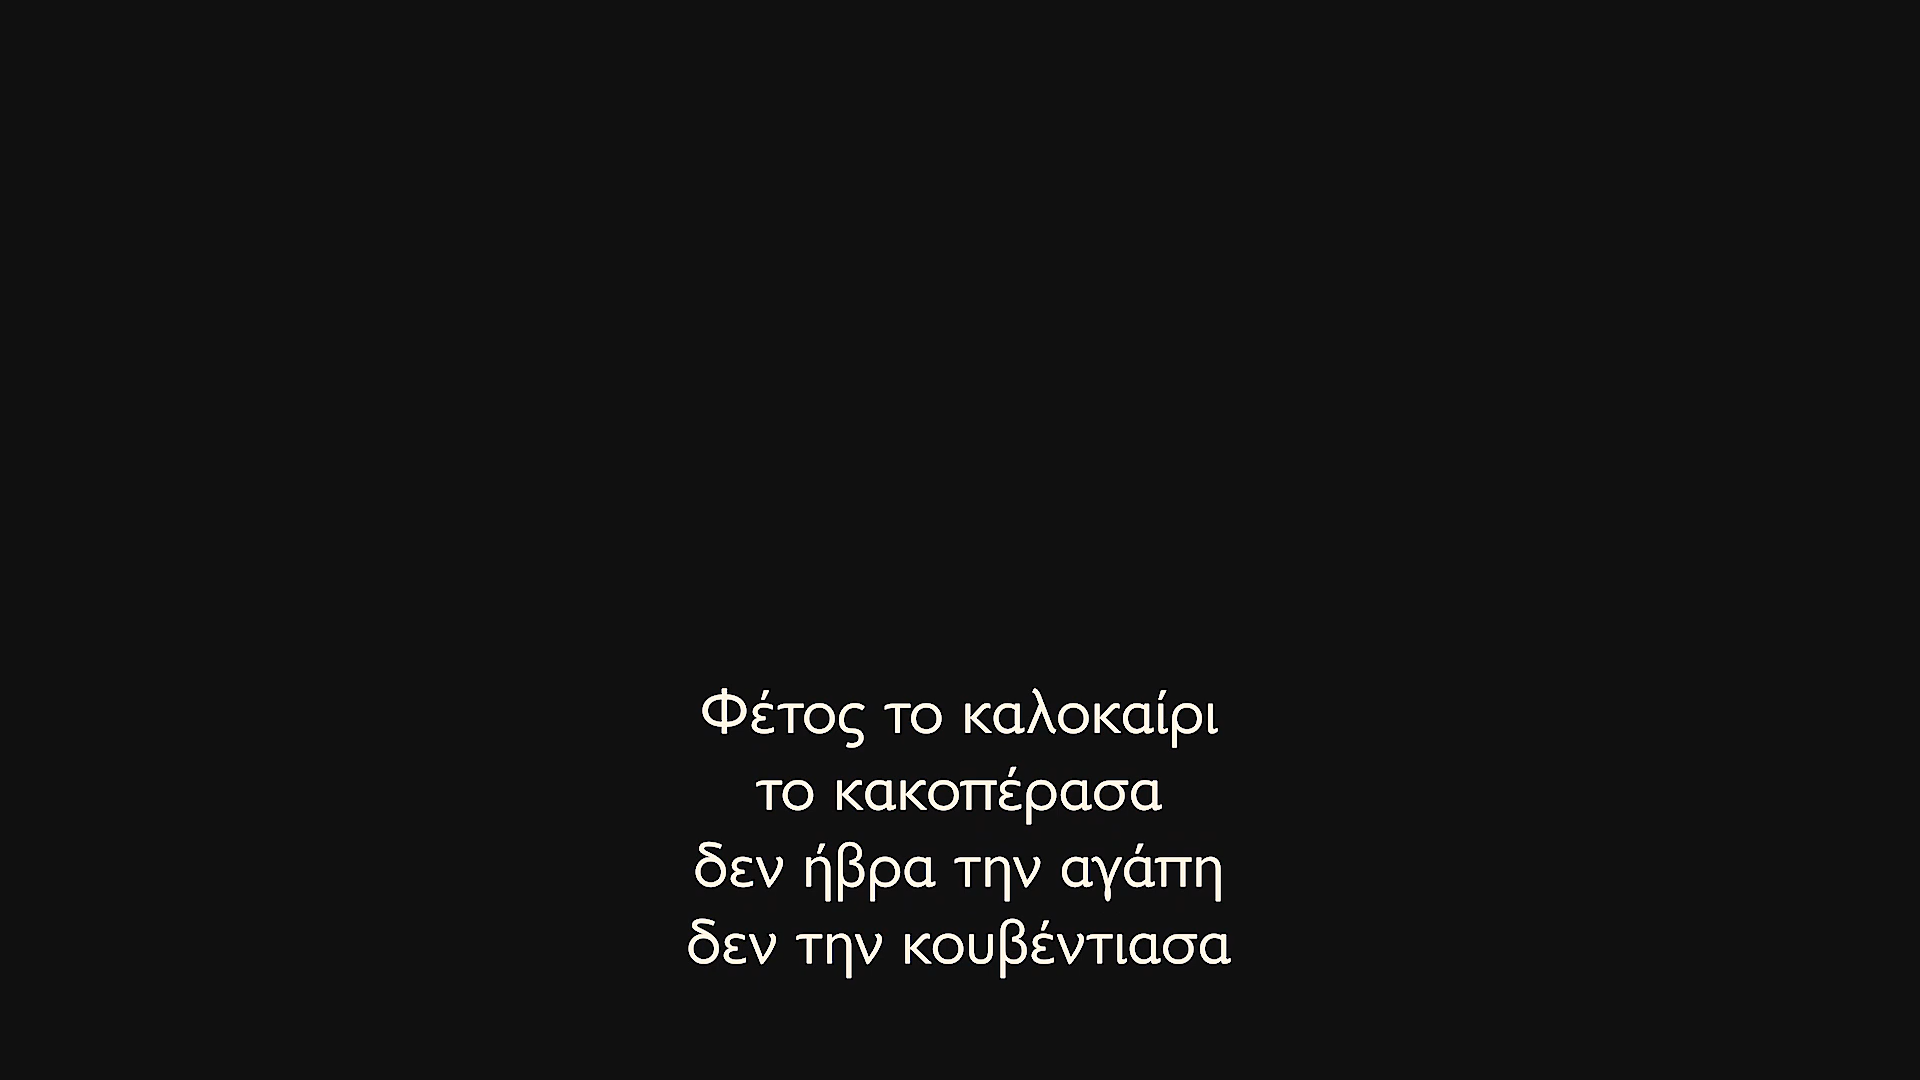 Φέτος το καλοκαίρι
το κακοπέρασα
δεν ήβρα την αγάπη
δεν την κουβέντιασα